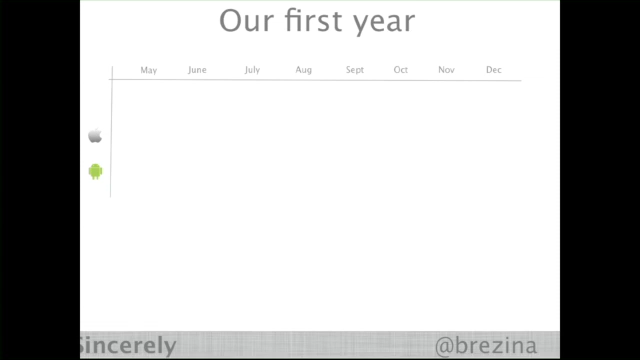 Our first year
May June July Aug Sept Oct Nov Dec
Sincerely @brezina